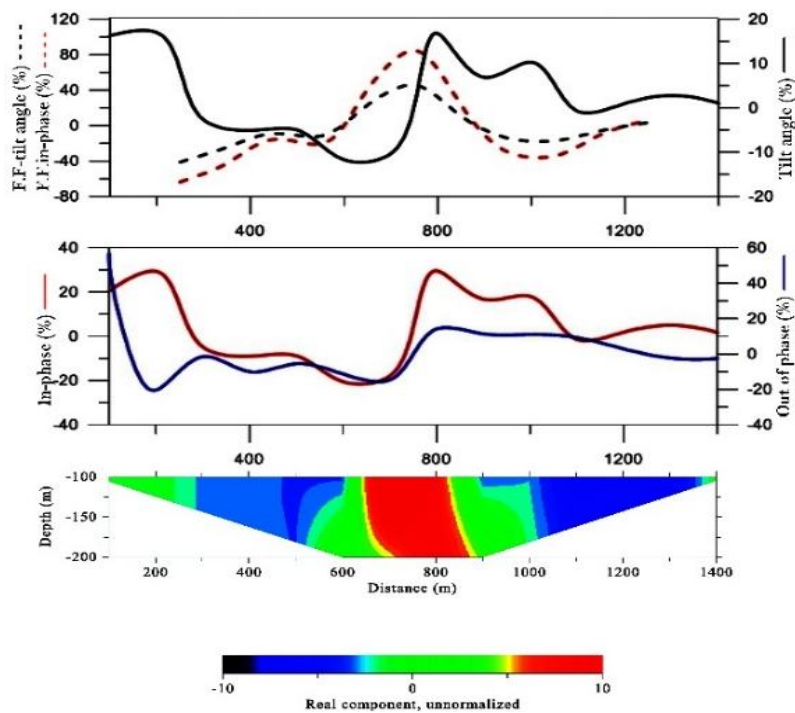 F.F-tilt angle (%) ---
F.F.in-phase (%) ---
120
80
40
0
-40
-80
20
10
0
-10
-20
Tilt angle (%)
400 800 1200
In-phase (%)
40
20
0
-20
-40
60
40
20
0
-20
-40
Out of phase (%)
400 800 1200
Depth (m)
-100
-150
-200
200 400 600 800 1000 1200 1400
Distance (m)
-10 0 10
Real component, unnormalized